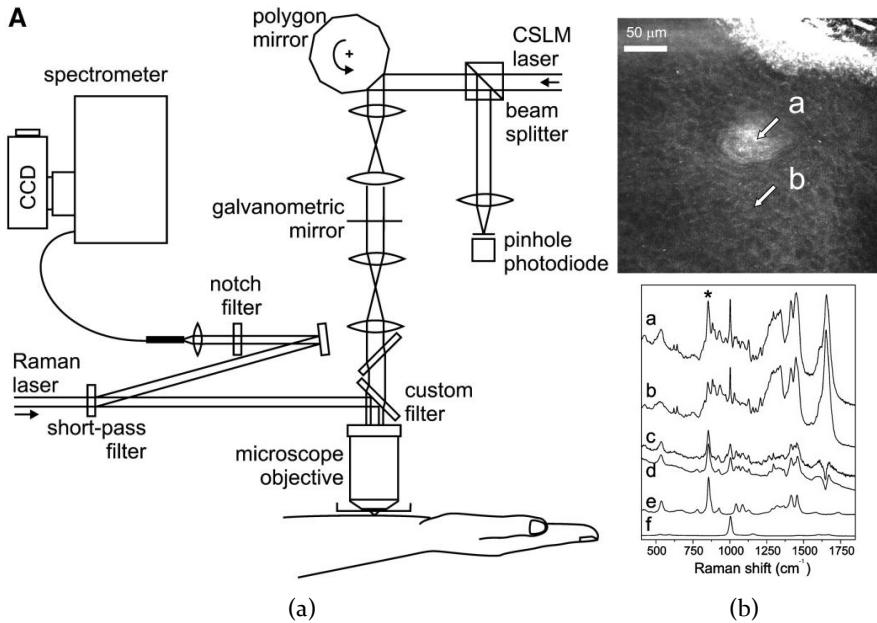 A
polygon
mirror
CSLM
laser
spectrometer
CCD
beam
splitter
galvanometric
mirror
pinhole
photodiode
notch
filter
Raman
laser
short-pass
filter
custom
filter
microscope
objective
(a)
50 μm
a
b
*
a
b
c
d
e
f
500 750 1000 1250 1500 1750
Raman shift (cm⁻¹)
(b)